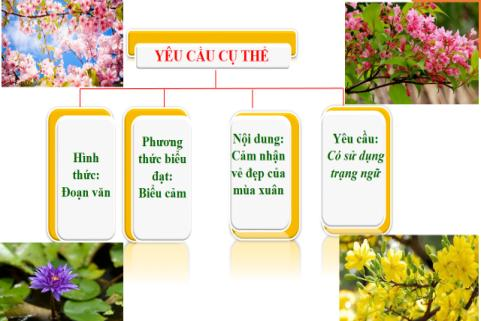 YÊU CẦU CỤ THỂ
Hình
thức:
Đoạn văn
Phương
thức biểu
đạt:
Biểu cảm
Nội dung:
Cảm nhận
vẻ đẹp của
mùa xuân
Yêu cầu:
Có sử dụng
trạng ngữ